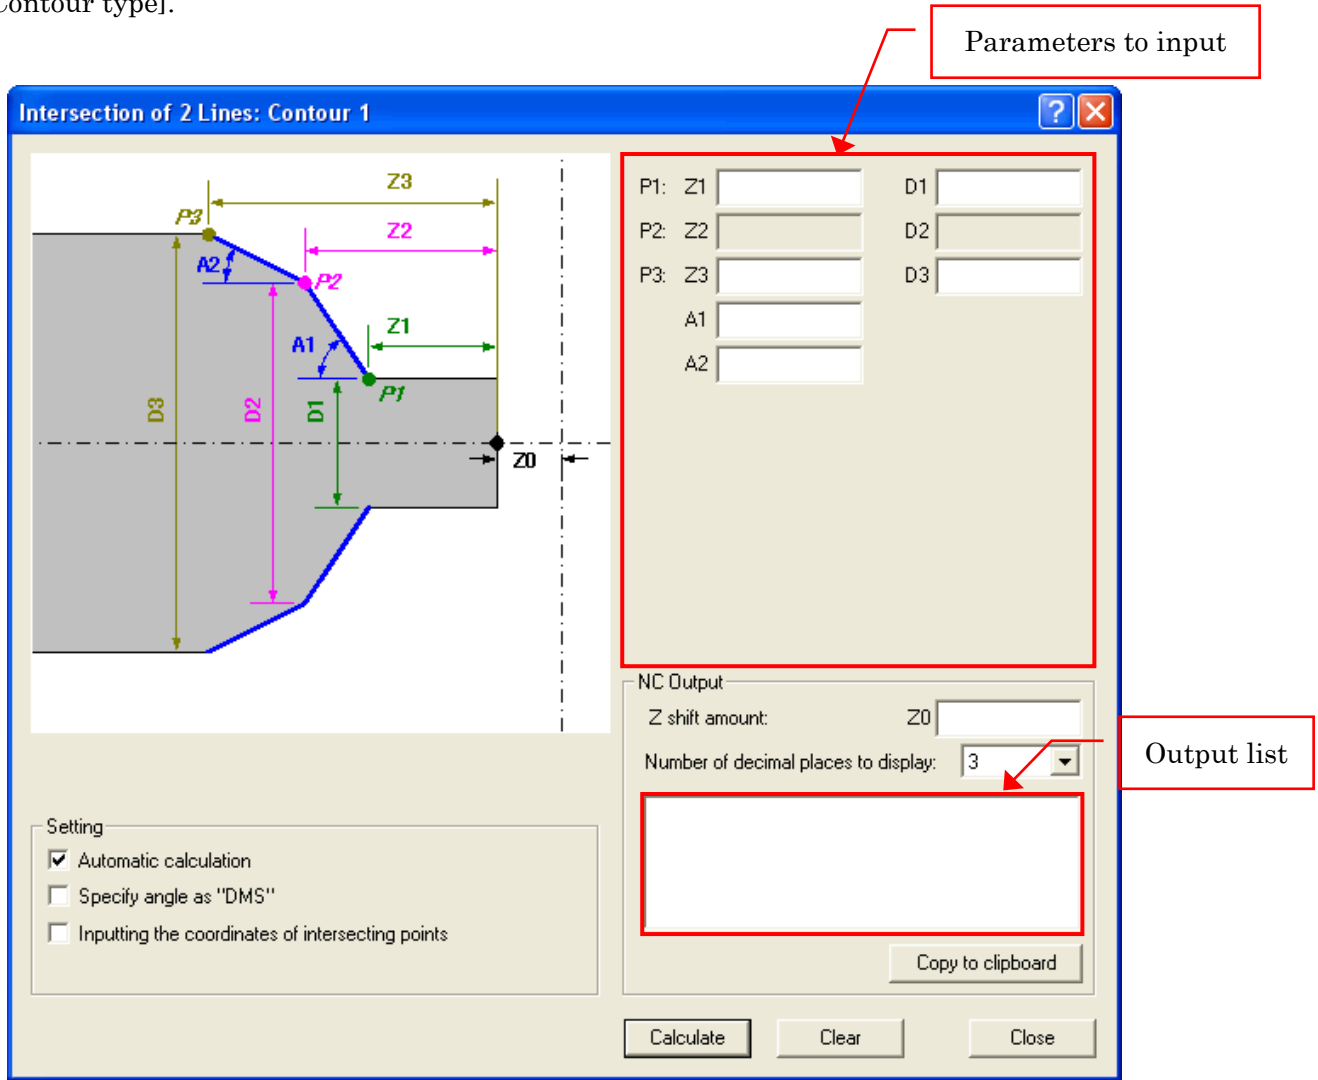 Contour type].
Parameters to input
Intersection of 2 Lines: Contour 1
Z3
P3
Z2
A2
P2
Z1
A1
P1
D3
D2
D1
Z0
P1: Z1
D1
P2: Z2
D2
P3: Z3
D3
A1
A2
NC Output
Z shift amount:
Z0
Number of decimal places to display:
3
Output list
Setting
Automatic calculation
Specify angle as "DMS"
Inputting the coordinates of intersecting points
Copy to clipboard
Calculate
Clear
Close